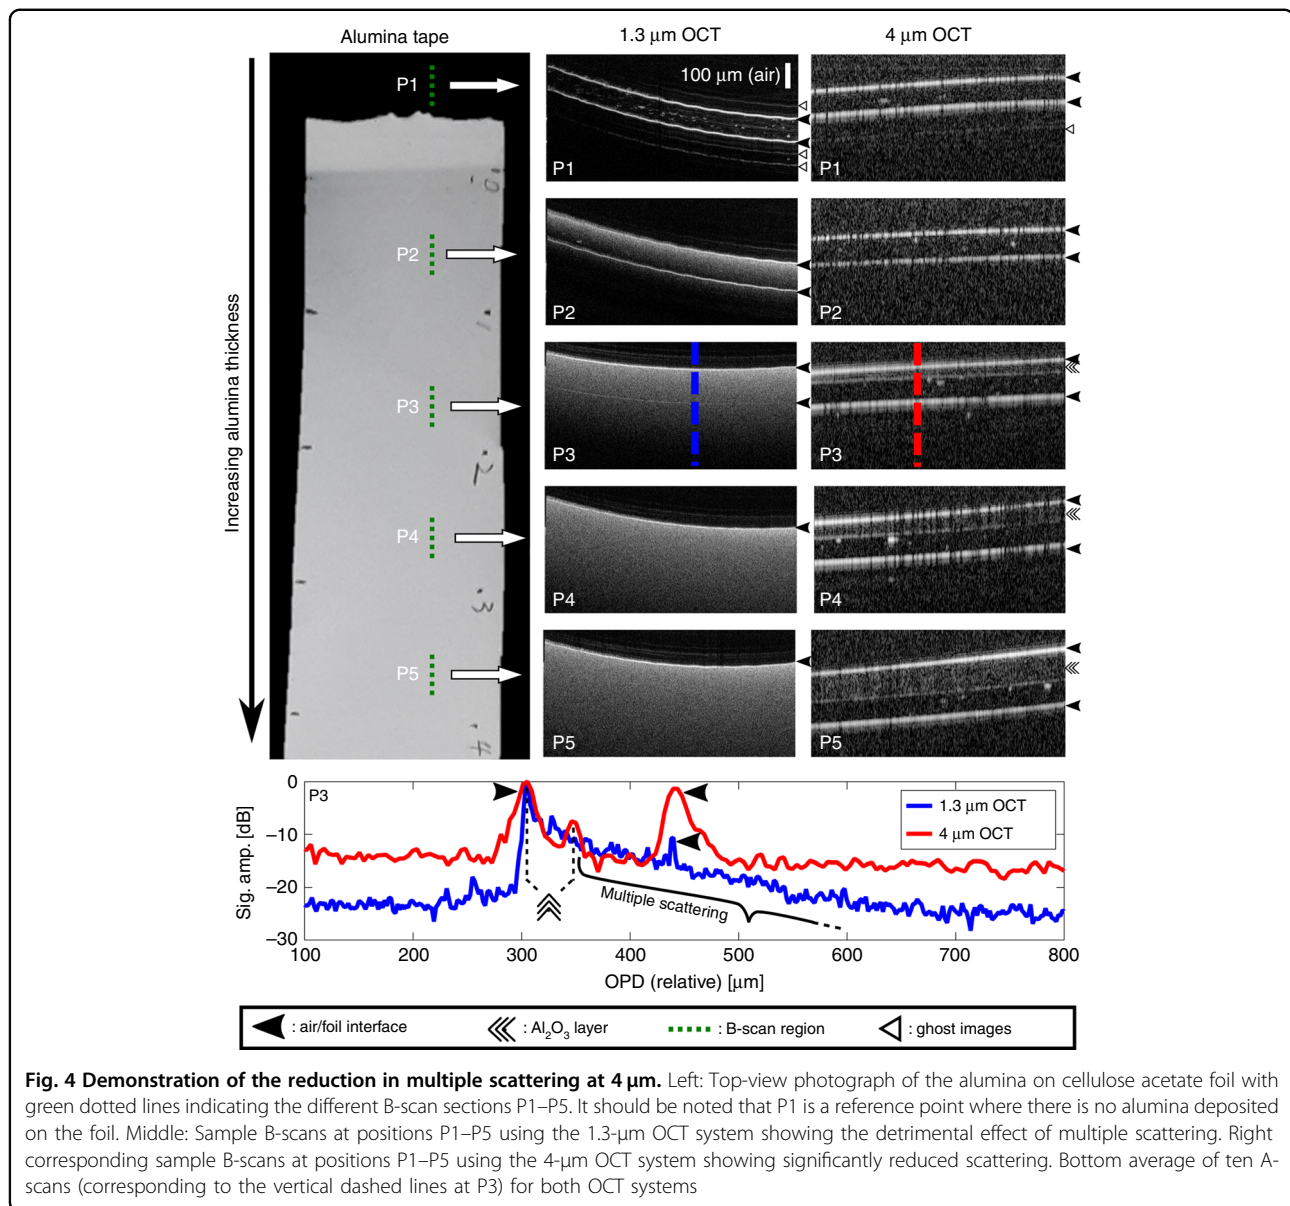 Alumina tape
1.3 µm OCT
4 µm OCT
Increasing alumina thickness
P1
P2
P3
P4
P5
0
1
.2
.3
.4
100 µm (air)
P1
P1
P2
P2
P3
P3
P4
P4
P5
P5
P3
Sig. amp. [dB]
0
−10
−20
−30
1.3 µm OCT
4 µm OCT
Multiple scattering
100 200 300 400 500 600 700 800
OPD (relative) [µm]
: air/foil interface : Al₂O₃ layer : B-scan region : ghost images
Fig. 4 Demonstration of the reduction in multiple scattering at 4 µm. Left: Top-view photograph of the alumina on cellulose acetate foil with
green dotted lines indicating the different B-scan sections P1–P5. It should be noted that P1 is a reference point where there is no alumina deposited
on the foil. Middle: Sample B-scans at positions P1–P5 using the 1.3-µm OCT system showing the detrimental effect of multiple scattering. Right
corresponding sample B-scans at positions P1–P5 using the 4-µm OCT system showing significantly reduced scattering. Bottom average of ten A-
scans (corresponding to the vertical dashed lines at P3) for both OCT systems